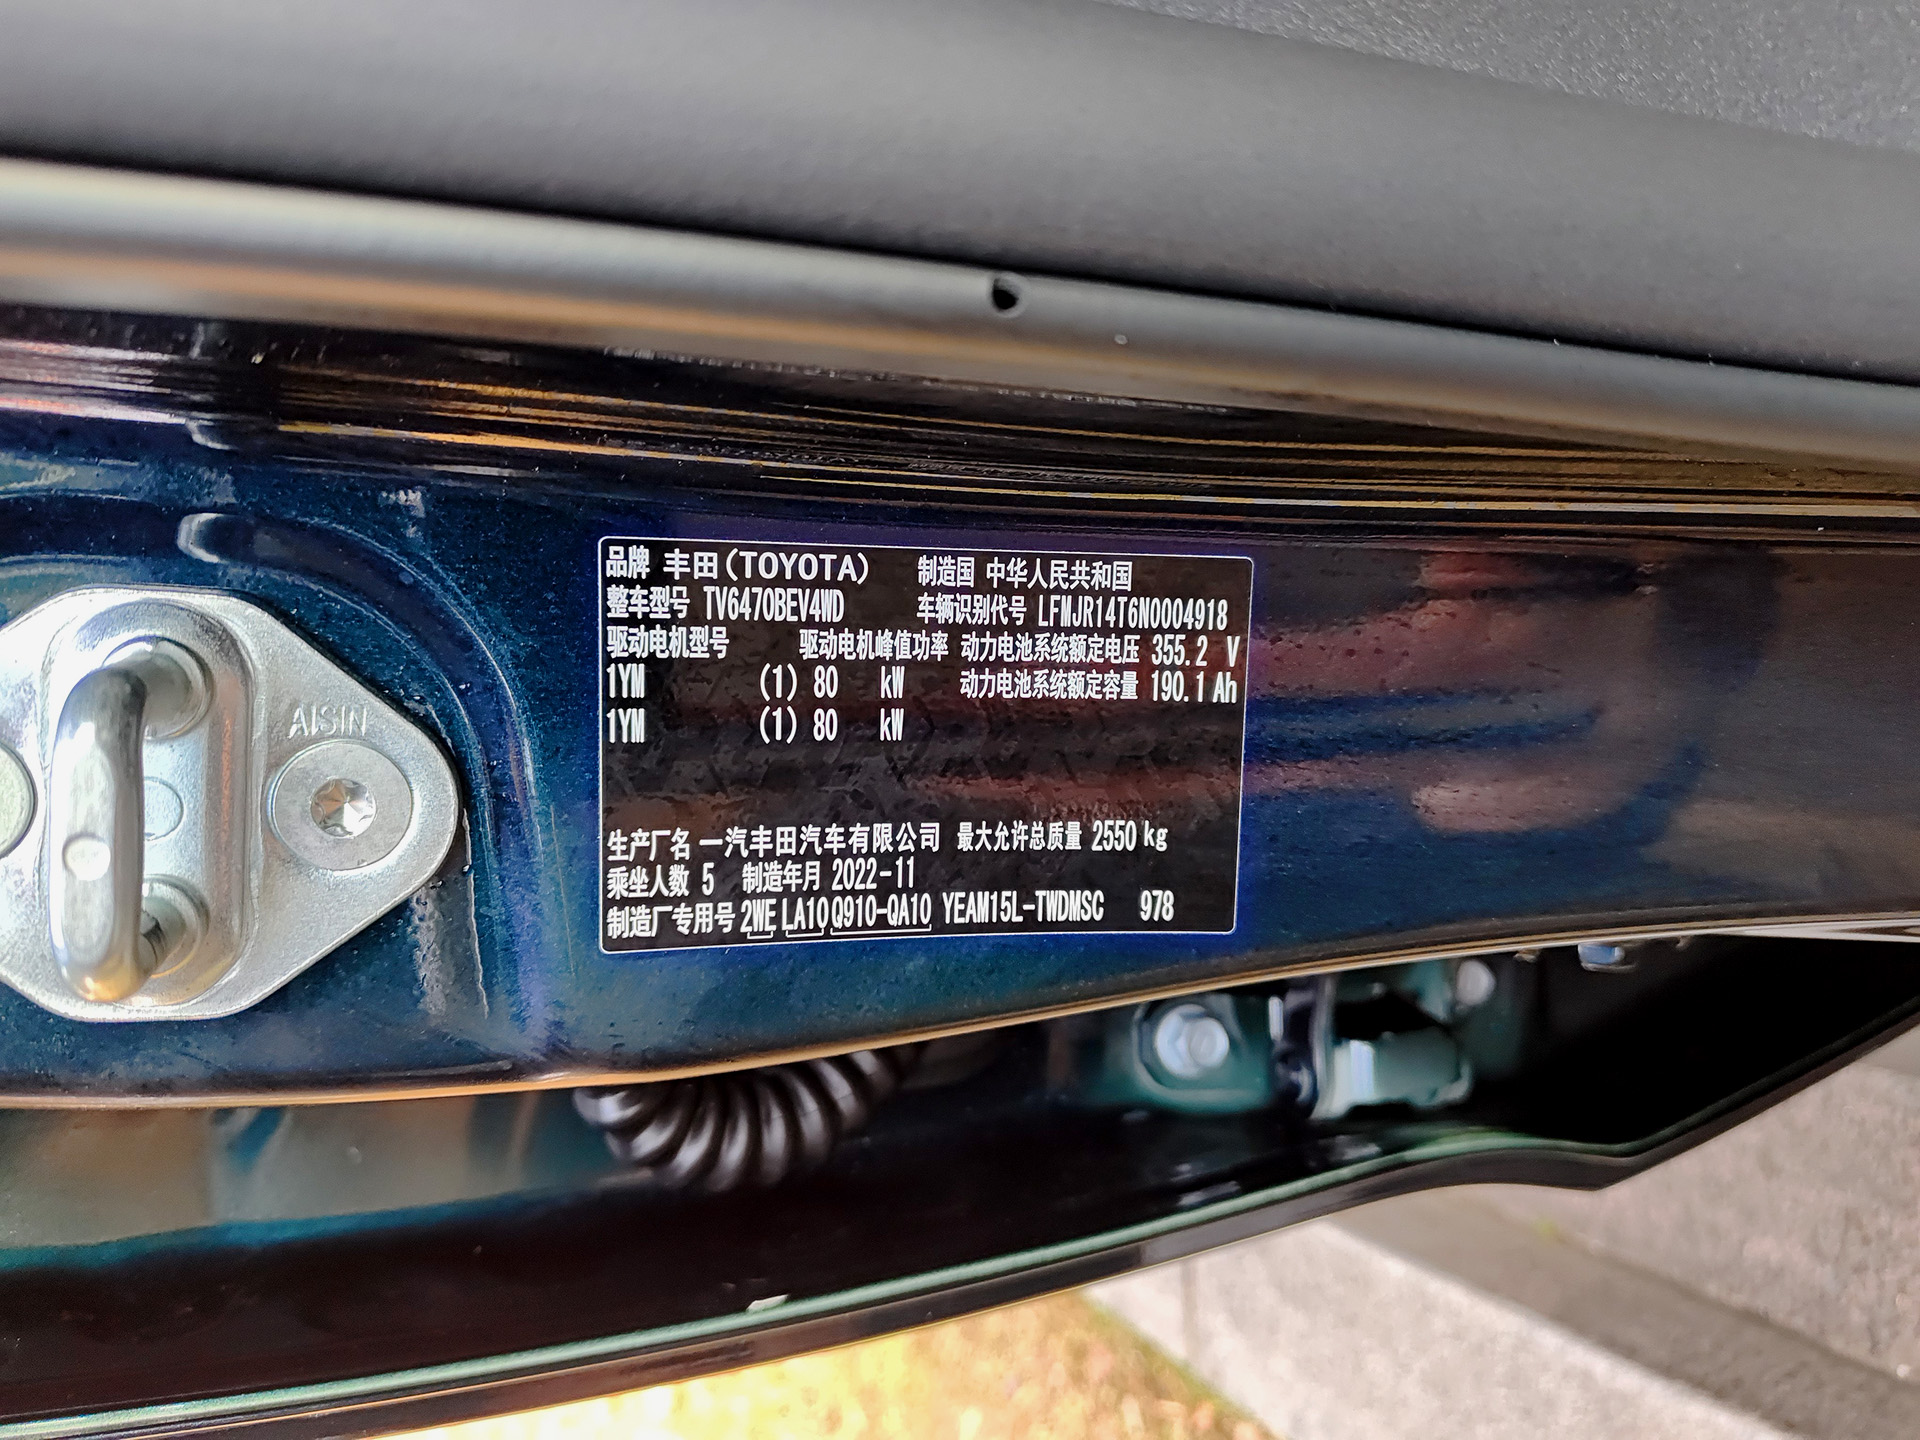 AISIN
品牌 丰田(TOYOTA) 制造国 中华人民共和国
整车型号 TV6470BEV4WD 车辆识别代号 LFMJR14T6N0004918
驱动电机型号 驱动电机峰值功率 动力电池系统额定电压 355.2 V
1YM (1) 80 kW 动力电池系统额定容量 190.1 Ah
1YM (1) 80 kW
生产厂名 一汽丰田汽车有限公司 最大允许总质量 2550 kg
乘坐人数 5 制造年月 2022-11
制造厂专用号 2WE LA10 Q910-QA10 YEAM15L-TWDMSC 978